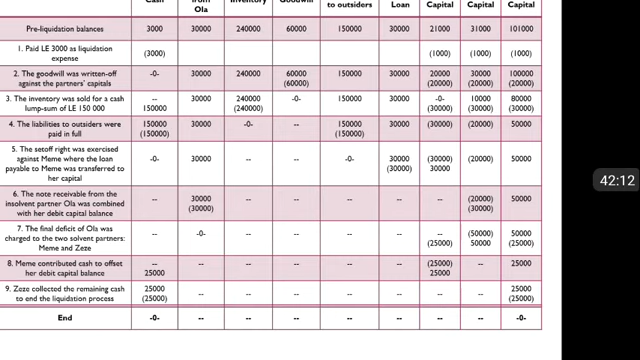 Cash from Ola Inventory Goodwill to outsiders Loan Capital Capital Capital
Pre-liquidation balances 3000 30000 240000 60000 150000 30000 21000 31000 101000
1. Paid LE 3000 as liquidation expense (3000) (1000) (1000) (1000)
2. The goodwill was written-off against the partners' capitals -0- 30000 240000 60000 (60000) 150000 30000 20000 (20000) 30000 (20000) 100000 (20000)
3. The inventory was sold for a cash lump-sum of LE 150 000 -- 150000 30000 240000 (240000) -0- 150000 30000 -0- (30000) 10000 (30000) 80000 (30000)
4. The liabilities to outsiders were paid in full 150000 (150000) 30000 -0- -- 150000 (150000) 30000 (30000) (20000) 50000
5. The setoff right was exercised against Meme where the loan payable to Meme was transferred to her capital -0- 30000 -- -- -0- 30000 (30000) (30000) 30000 (20000) 50000
6. The note receivable from the insolvent partner Ola was combined with her debit capital balance -- 30000 (30000) -- -- -- -- -- (20000) (30000) 50000
7. The final deficit of Ola was charged to the two solvent partners: Meme and Zeze -- -0- -- -- -- -- -- (25000) (50000) 50000 50000 (25000)
8. Meme contributed cash to offset her debit capital balance -- 25000 -- -- -- -- -- (25000) 25000 -- 25000
9. Zeze collected the remaining cash to end the liquidation process 25000 (25000) -- -- -- -- -- -- -- 25000 (25000)
End -0- -- -- -- -- -- -- -- -0-
42:12